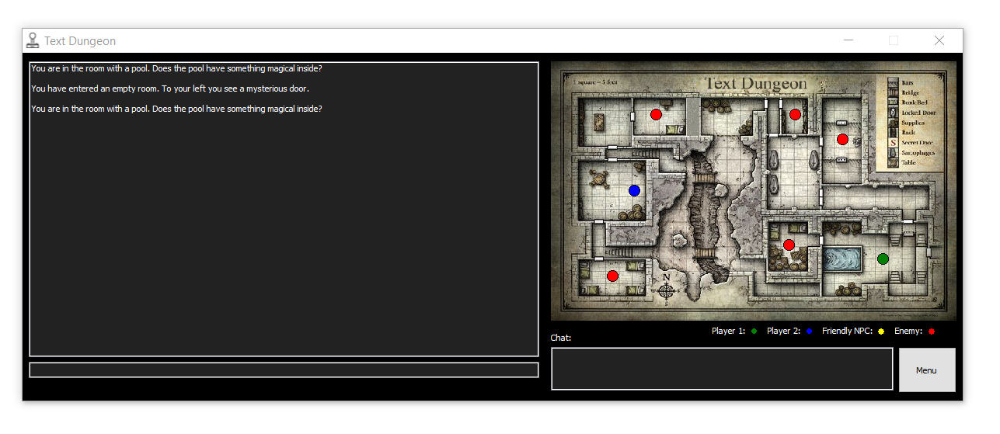 Text Dungeon
You are in the room with a pool. Does the pool have something magical inside?
You have entered an empty room. To your left you see a mysterious door.
You are in the room with a pool. Does the pool have something magical inside?
1 square = 5 feet
Text Dungeon
Bars
Bridge
Bunk Bed
Locked Door
Supplies
Rack
S Secret Door
Sarcophagus
Table
N
W
E
S
S
Player 1:
Player 2:
Friendly NPC:
Enemy:
Chat:
Menu